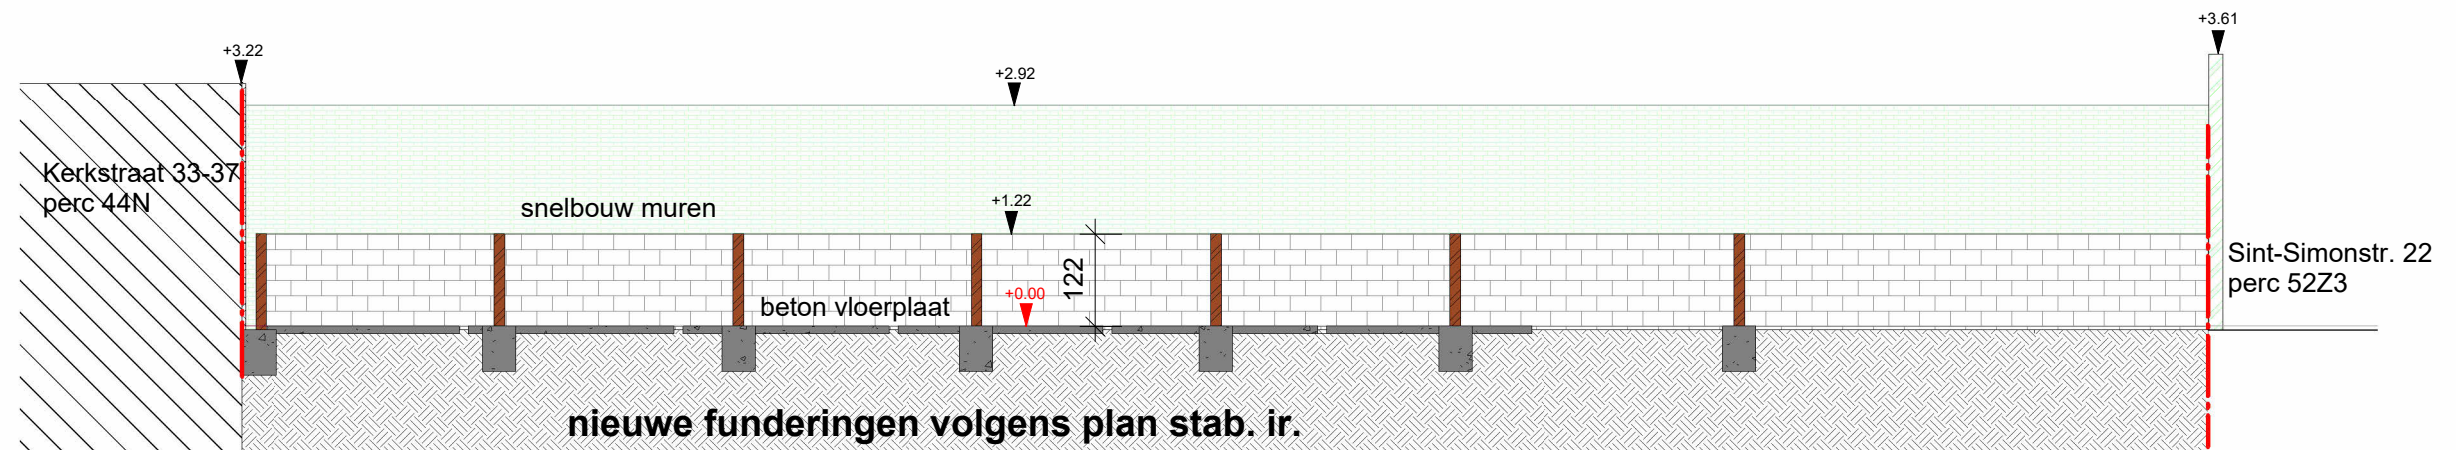 +3.61
+3.22
+2.92
Kerkstraat 33-37
perc 44N
snelbouw muren
+1.22
Sint-Simonstr. 22
perc 52Z3
122
+0.00
beton vloerplaat
nieuwe funderingen volgens plan stab. ir.